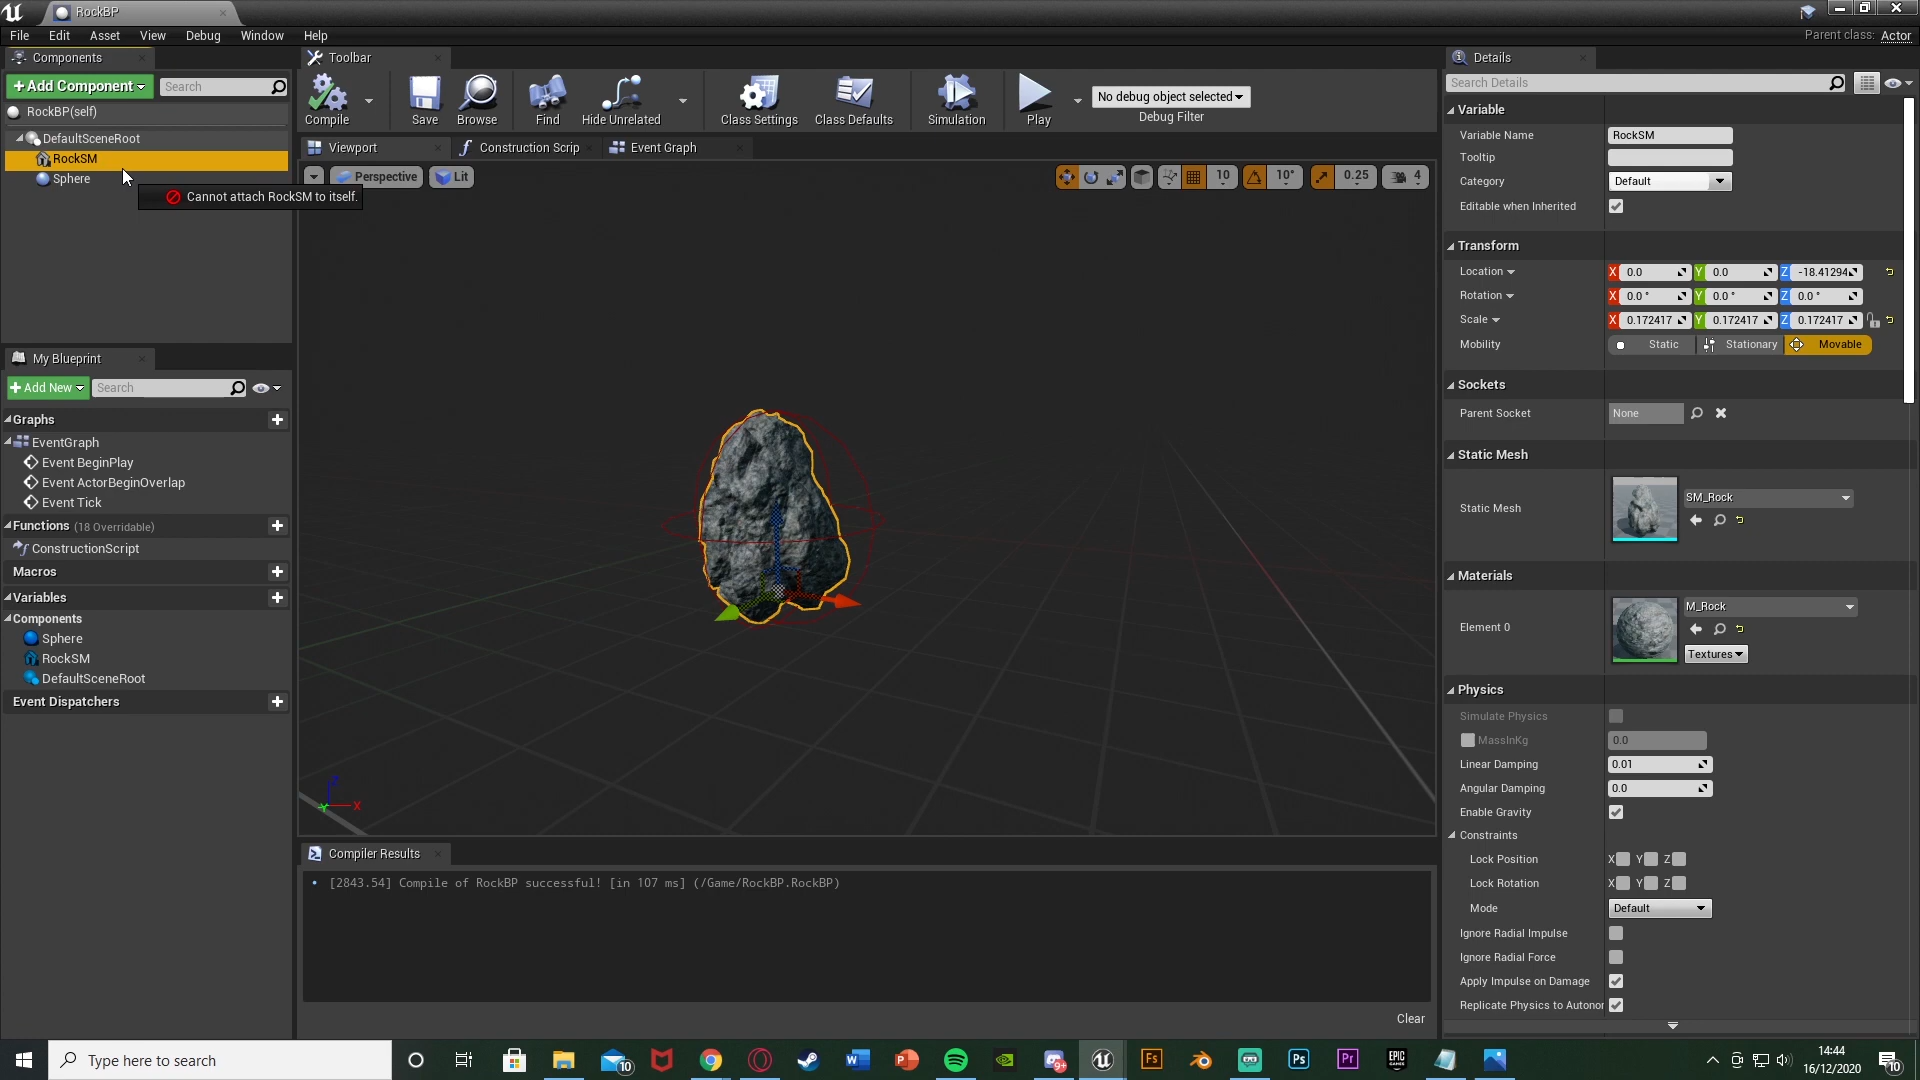 RockBP
File Edit Asset View Debug Window Help
Parent class: Actor
Components
+Add Component
Search
RockBP(self)
DefaultSceneRoot
RockSM
Sphere
Cannot attach RockSM to itself.
Toolbar
Compile
Save
Browse
Find
Hide Unrelated
Class Settings
Class Defaults
Simulation
Play
No debug object selected
Debug Filter
Viewport
Construction Scrip
Event Graph
Perspective
Lit
10
10°
0.25
4
My Blueprint
+Add New
Search
Graphs
EventGraph
Event BeginPlay
Event ActorBeginOverlap
Event Tick
Functions (18 Overridable)
ConstructionScript
Macros
Variables
Components
Sphere
RockSM
DefaultSceneRoot
Event Dispatchers
Z
Y
X
Compiler Results
• [2843.54] Compile of RockBP successful! [in 107 ms] (/Game/RockBP.RockBP)
Clear
Details
Search Details
Variable
Variable Name RockSM
Tooltip
Category Default
Editable when Inherited
Transform
Location X 0.0 Y 0.0 Z -18.41294
Rotation X 0.0 ° Y 0.0 ° Z 0.0 °
Scale X 0.172417 Y 0.172417 Z 0.172417
Mobility Static Stationary Movable
Sockets
Parent Socket None
Static Mesh
Static Mesh SM_Rock
Materials
Element 0 M_Rock
Textures
Physics
Simulate Physics
MassInKg 0.0
Linear Damping 0.01
Angular Damping 0.0
Enable Gravity
Constraints
Lock Position X Y Z
Lock Rotation X Y Z
Mode Default
Ignore Radial Impulse
Ignore Radial Force
Apply Impulse on Damage
Replicate Physics to Autonor
Type here to search
10
W
P
9+
Fs
Ps
Pr
EPIC GAMES
14:44
16/12/2020
10